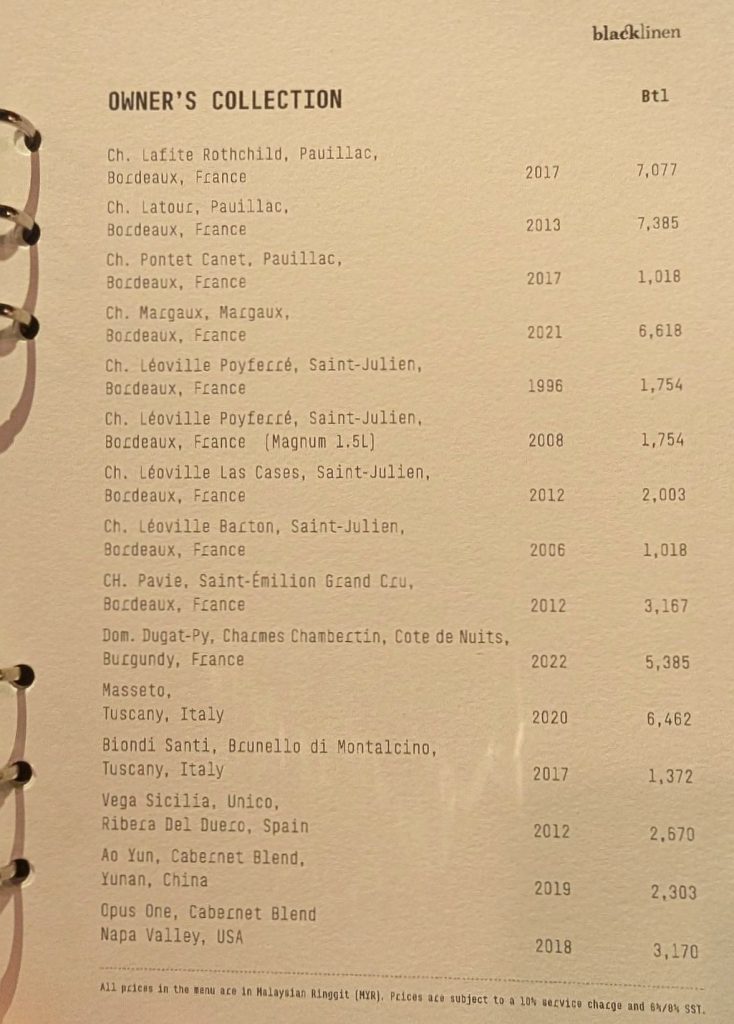 blacklinen
OWNER'S COLLECTION Btl
Ch. Lafite Rothchild, Pauillac,
Bordeaux, France 2017 7,077
Ch. Latour, Pauillac,
Bordeaux, France 2013 7,385
Ch. Pontet Canet, Pauillac,
Bordeaux, France 2017 1,018
Ch. Margaux, Margaux,
Bordeaux, France 2021 6,618
Ch. Léoville Poyferré, Saint-Julien,
Bordeaux, France 1996 1,754
Ch. Léoville Poyferré, Saint-Julien,
Bordeaux, France (Magnum 1.5L) 2008 1,754
Ch. Léoville Las Cases, Saint-Julien,
Bordeaux, France 2012 2,003
Ch. Léoville Barton, Saint-Julien,
Bordeaux, France 2006 1,018
CH. Pavie, Saint-Émilion Grand Cru,
Bordeaux, France 2012 3,167
Dom. Dugat-Py, Charmes Chambertin, Cote de Nuits,
Burgundy, France 2022 5,385
Masseto,
Tuscany, Italy 2020 6,462
Biondi Santi, Brunello di Montalcino,
Tuscany, Italy 2017 1,372
Vega Sicilia, Unico,
Ribera Del Duero, Spain 2012 2,670
Ao Yun, Cabernet Blend,
Yunan, China 2019 2,303
Opus One, Cabernet Blend
Napa Valley, USA 2018 3,170
All prices in the menu are in Malaysian Ringgit (MYR). Prices are subject to a 10% service charge and 6%/8% SST.